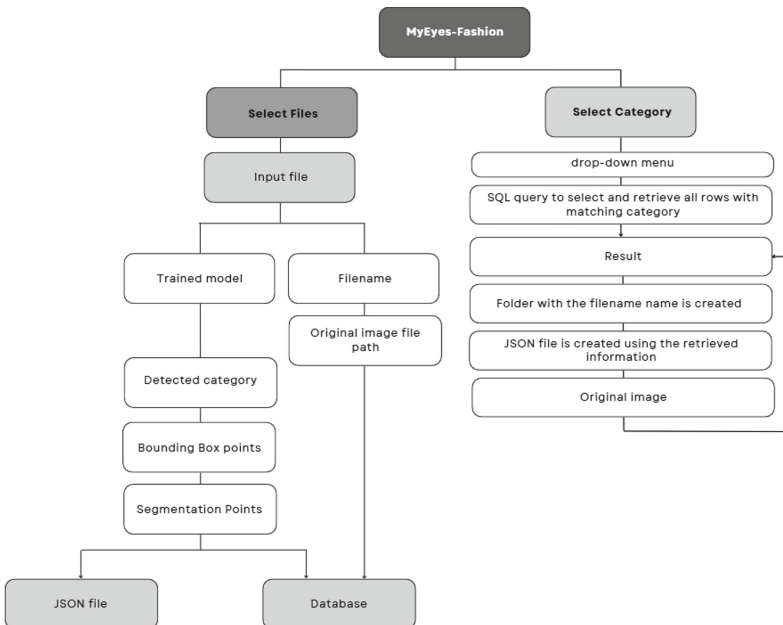 MyEyes-Fashion
Select Files
Select Category
Input file
drop-down menu
SQL query to select and retrieve all rows with
matching category
Trained model
Filename
Result
Folder with the filename name is created
Original image file
path
JSON file is created using the retrieved
information
Detected category
Original image
Bounding Box points
Segmentation Points
JSON file
Database